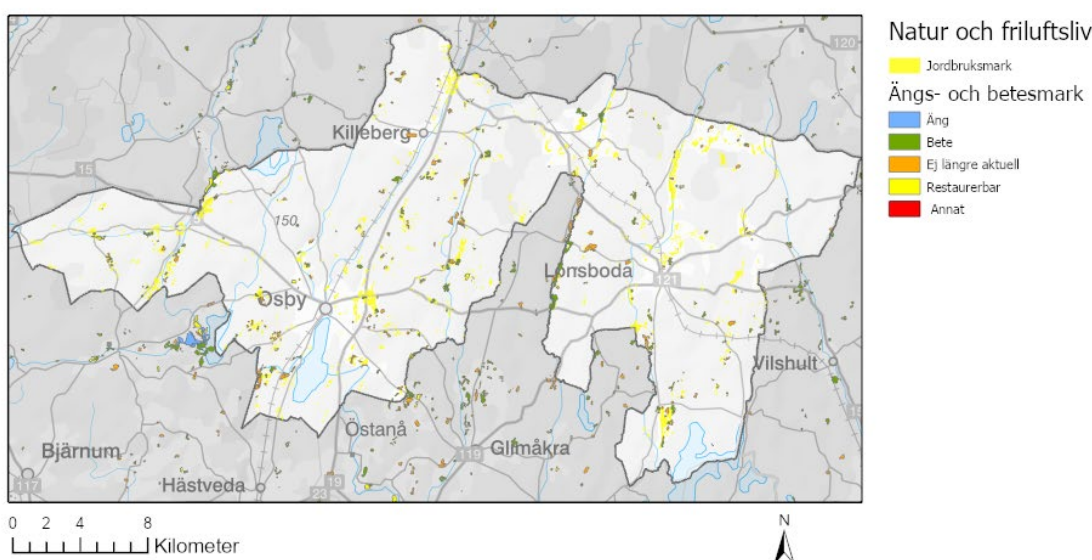 120
Killeberg
15
150
Lönsboda
121
Osby
Vilshult
15
Östanå
Glimåkra
119
Bjärnum
117
Hästveda
19
23
0 2 4 8
Kilometer
N
Natur och friluftsliv
Jordbruksmark
Ängs- och betesmark
Äng
Bete
Ej längre aktuell
Restaurerbar
Annat